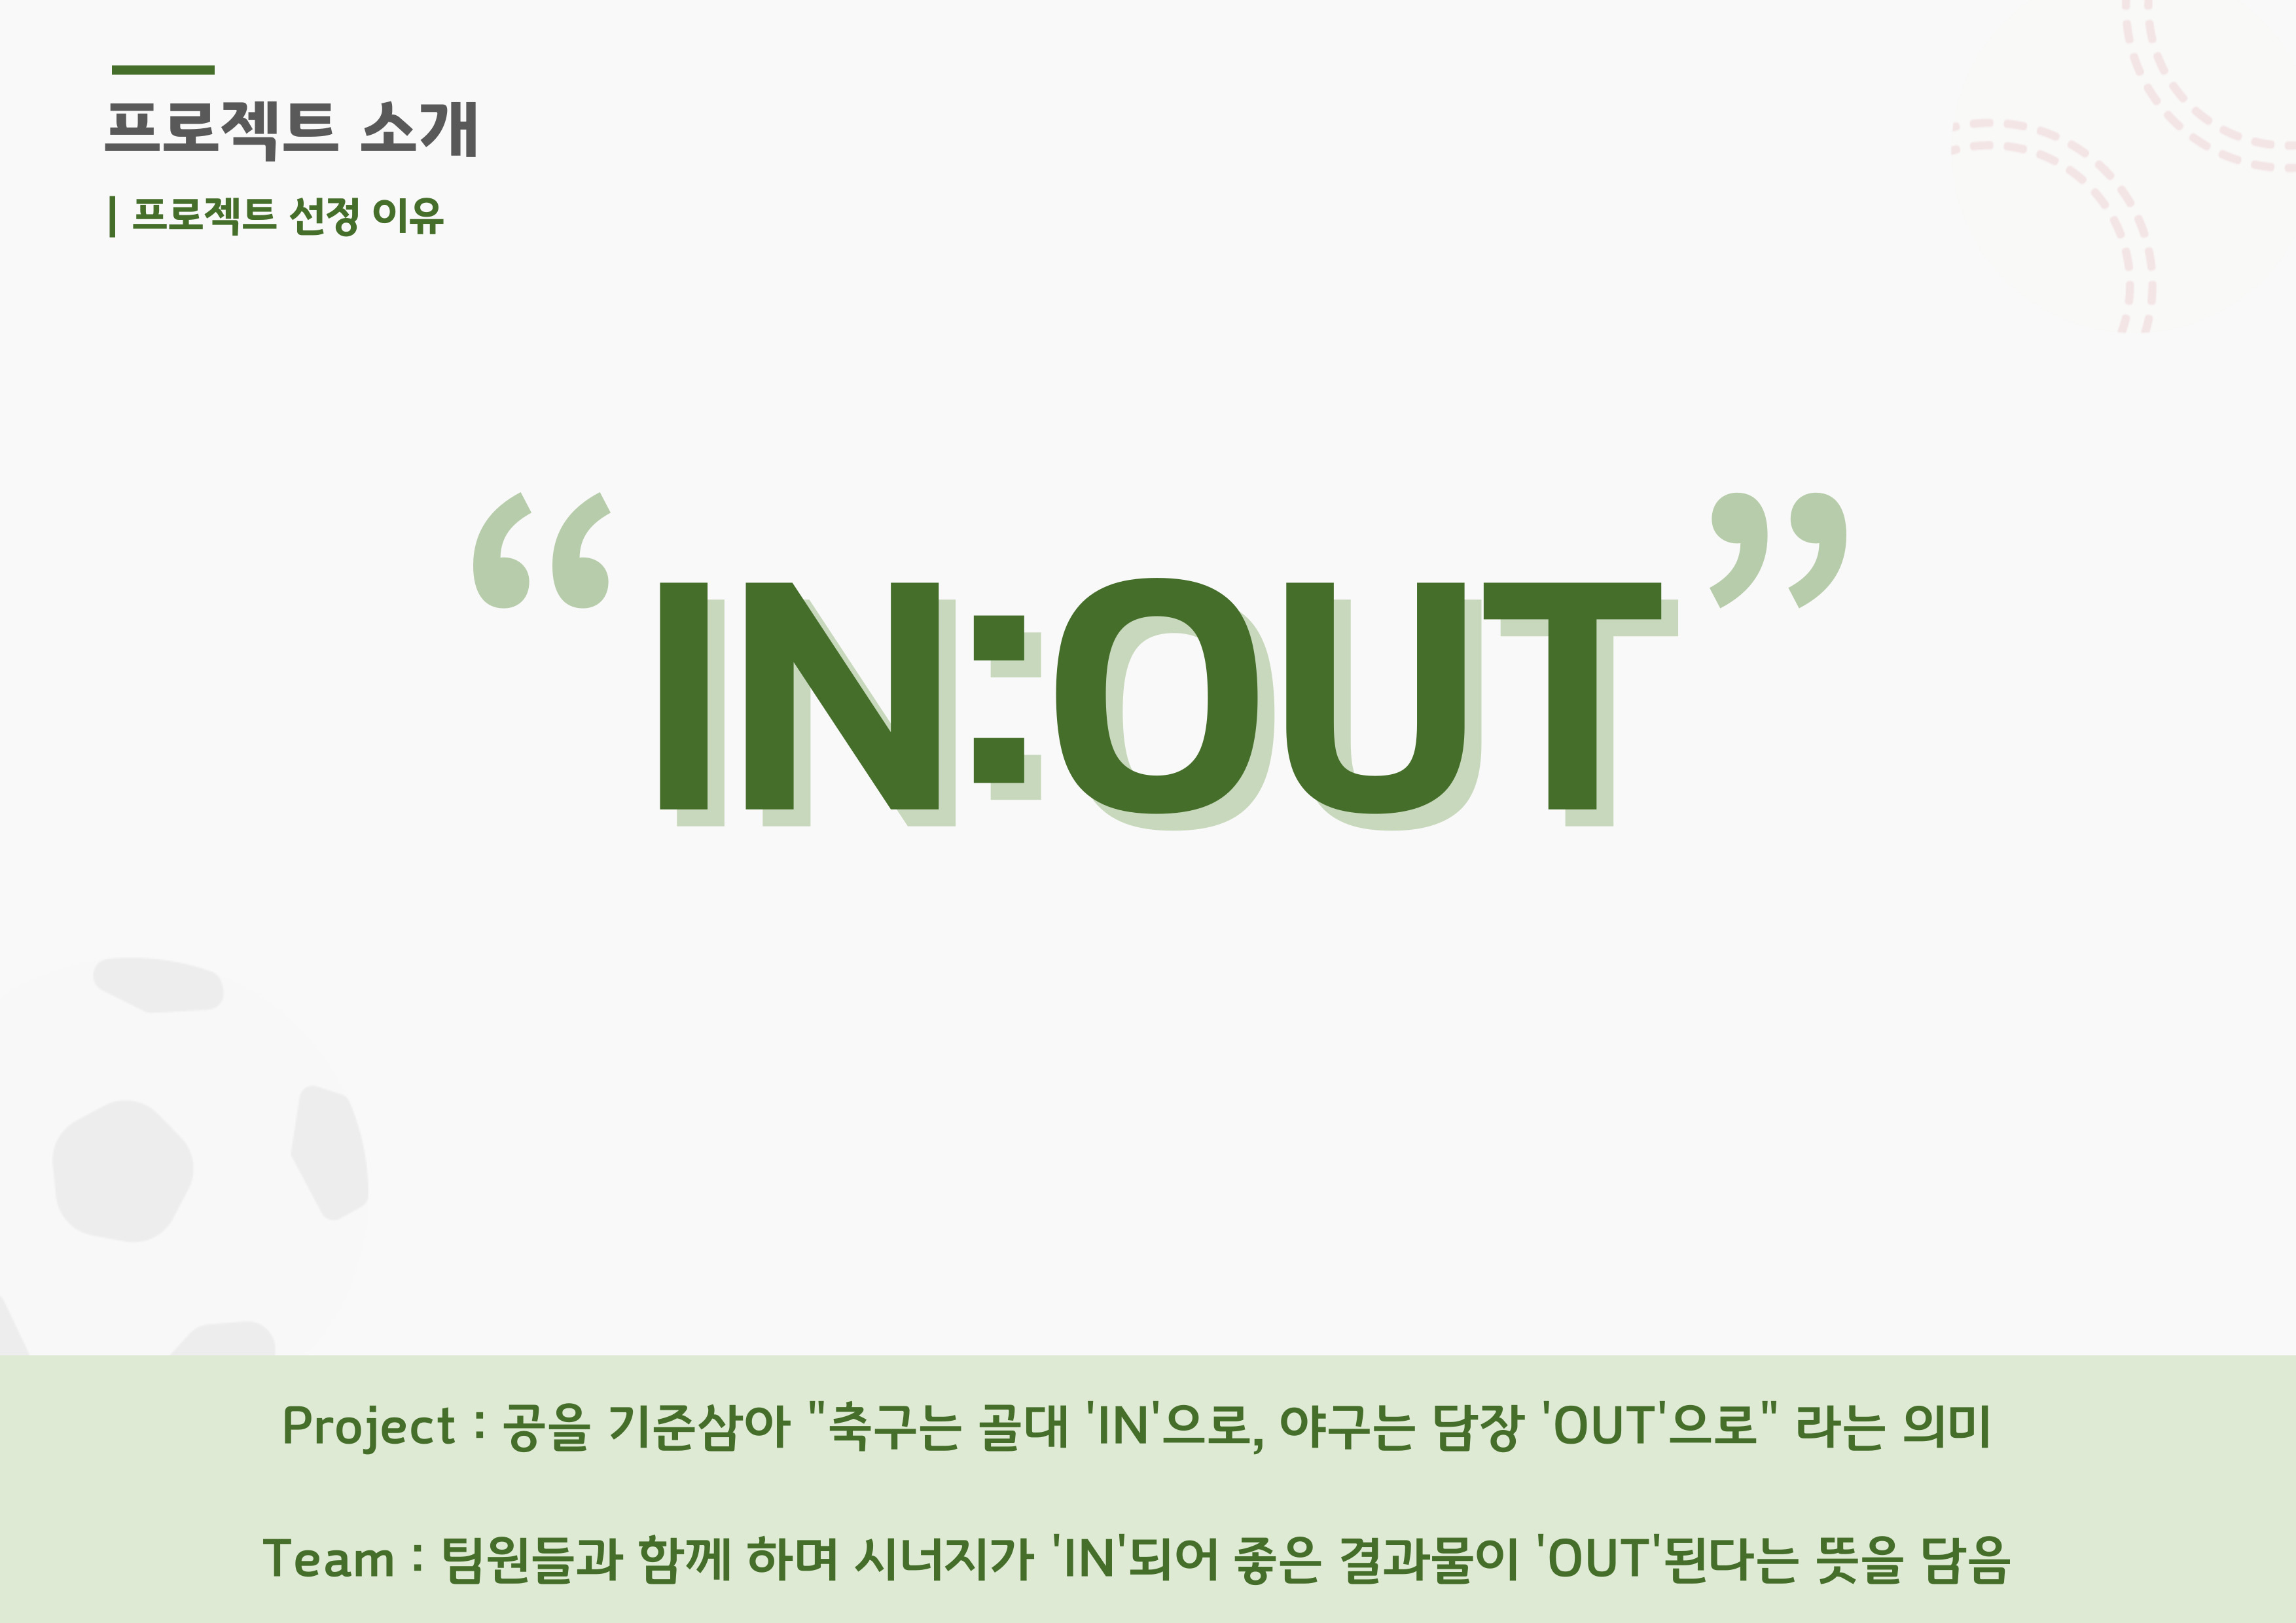 프로젝트 소개
| 프로젝트 선정 이유
“IN:OUT”
Project : 공을 기준삼아 "축구는 골대 'IN'으로, 야구는 담장 'OUT'으로" 라는 의미
Team : 팀원들과 함께 하며 시너지가 'IN'되어 좋은 결과물이 'OUT'된다는 뜻을 담음